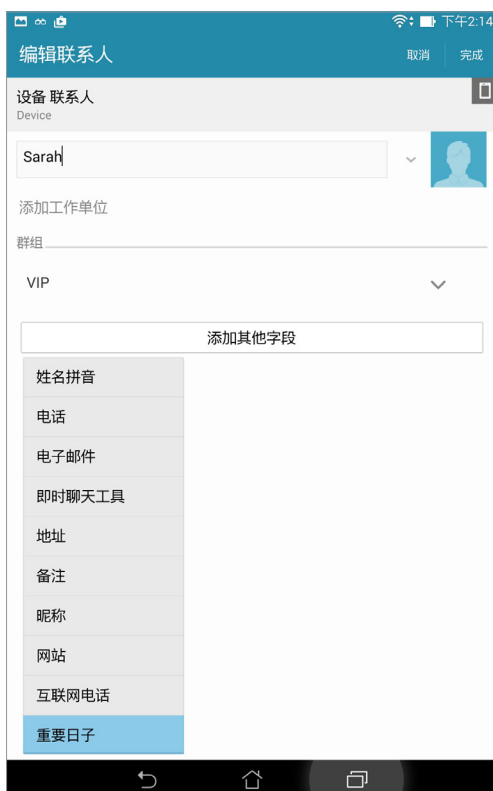 下午2:14
编辑联系人
取消
完成
设备 联系人
Device
Sarah
添加工作单位
群组
VIP
添加其他字段
姓名拼音
电话
电子邮件
即时聊天工具
地址
备注
昵称
网站
互联网电话
重要日子